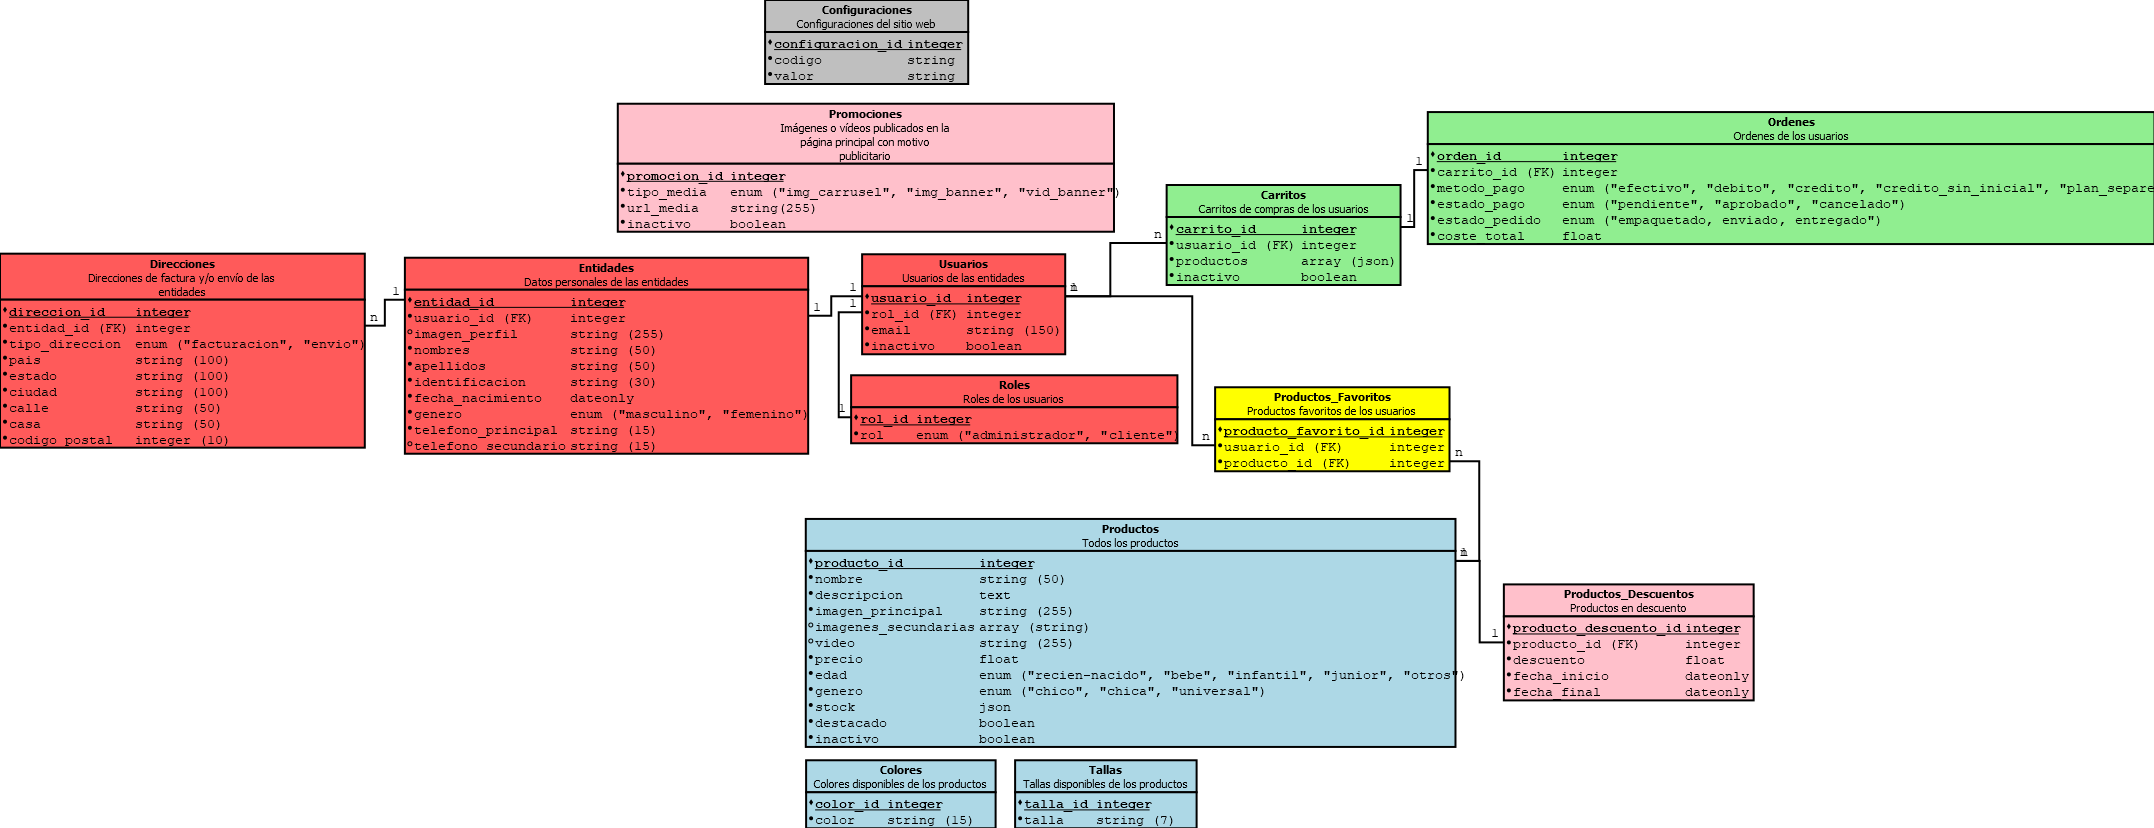 Configuraciones
Configuraciones del sitio web
configuracion_id integer
codigo string
valor string
Promociones
Imágenes o vídeos publicados en la
página principal con motivo
publicitario
promocion_id integer
tipo_media enum ("img_carrusel", "img_banner", "vid_banner")
url_media string(255)
inactivo boolean
Ordenes
Ordenes de los usuarios
orden_id integer
carrito_id (FK) integer
metodo_pago enum ("efectivo", "debito", "credito", "credito_sin_inicial", "plan_separe
estado_pago enum ("pendiente", "aprobado", "cancelado")
estado_pedido enum ("empaquetado, enviado, entregado")
coste_total float
1
1
Carritos
Carritos de compras de los usuarios
carrito_id integer
usuario_id (FK) integer
productos array (json)
inactivo boolean
n
Direcciones
Direcciones de factura y/o envío de las
entidades
direccion_id integer
entidad_id (FK) integer
tipo_direccion enum ("facturacion", "envio")
pais string (100)
estado string (100)
ciudad string (100)
calle string (50)
casa string (50)
codigo_postal integer (10)
n
1
Entidades
Datos personales de las entidades
entidad_id integer
usuario_id (FK) integer
imagen_perfil string (255)
nombres string (50)
apellidos string (50)
identificacion string (30)
fecha_nacimiento dateonly
genero enum ("masculino", "femenino")
telefono_principal string (15)
telefono_secundario string (15)
1
1
1
Usuarios
Usuarios de las entidades
usuario_id integer
rol_id (FK) integer
email string (150)
inactivo boolean
1
Roles
Roles de los usuarios
rol_id integer
rol enum ("administrador", "cliente")
n
Productos_Favoritos
Productos favoritos de los usuarios
producto_favorito_id integer
usuario_id (FK) integer
producto_id (FK) integer
n
Productos
Todos los productos
producto_id integer
nombre string (50)
descripcion text
imagen_principal string (255)
imagenes_secundarias array (string)
video string (255)
precio float
edad enum ("recien-nacido", "bebe", "infantil", "junior", "otros")
genero enum ("chico", "chica", "universal")
stock json
destacado boolean
inactivo boolean
1
Productos_Descuentos
Productos en descuento
producto_descuento_id integer
producto_id (FK) integer
descuento float
fecha_inicio dateonly
fecha_final dateonly
Colores
Colores disponibles de los productos
color_id integer
color string (15)
Tallas
Tallas disponibles de los productos
talla_id integer
talla string (7)